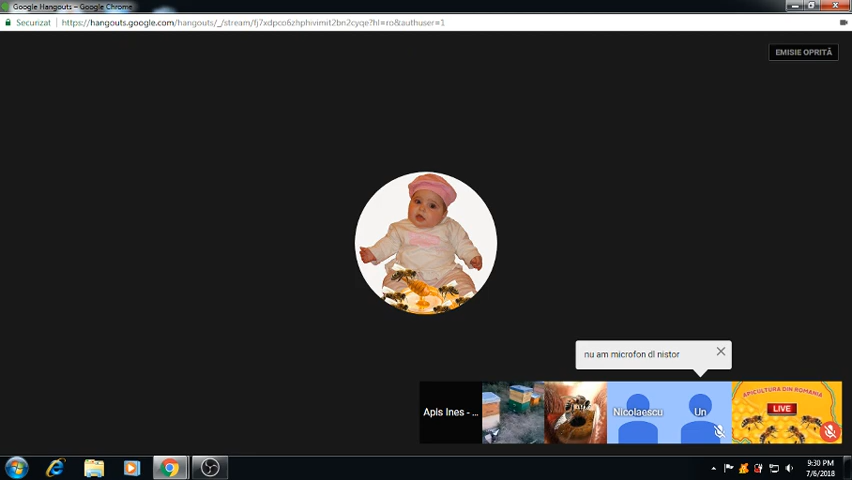 Google Hangouts – Google Chrome
Securizat
https://hangouts.google.com/hangouts/_/stream/fj7xdpco6zhphivimit2bn2cyqe?hl=ro&authuser=1
EMISIE OPRITĂ
nu am microfon dl nistor
Apis Ines - ...
Nicolaescu
Un
APICULTURA DIN ROMANIA
LIVE
9:30 PM
7/6/2018